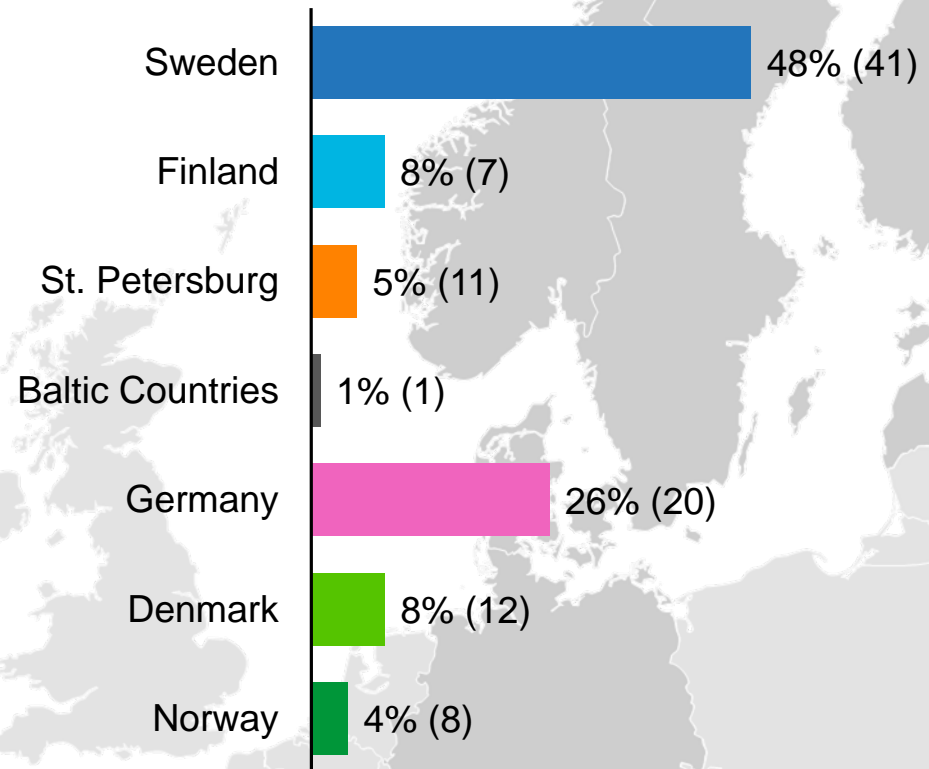 Sweden 48% (41)
Finland 8% (7)
St. Petersburg 5% (11)
Baltic Countries 1% (1)
Germany 26% (20)
Denmark 8% (12)
Norway 4% (8)